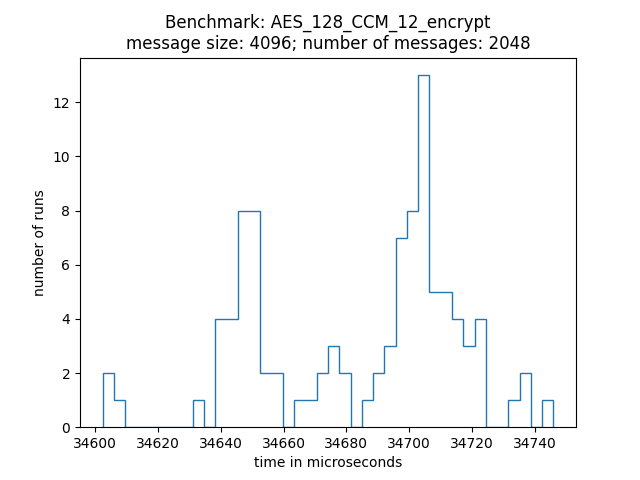 Benchmark: AES_128_CCM_12_encrypt
message size: 4096; number of messages: 2048
12
10
8
6
4
2
0
number of runs
34600 34620 34640 34660 34680 34700 34720 34740
time in microseconds